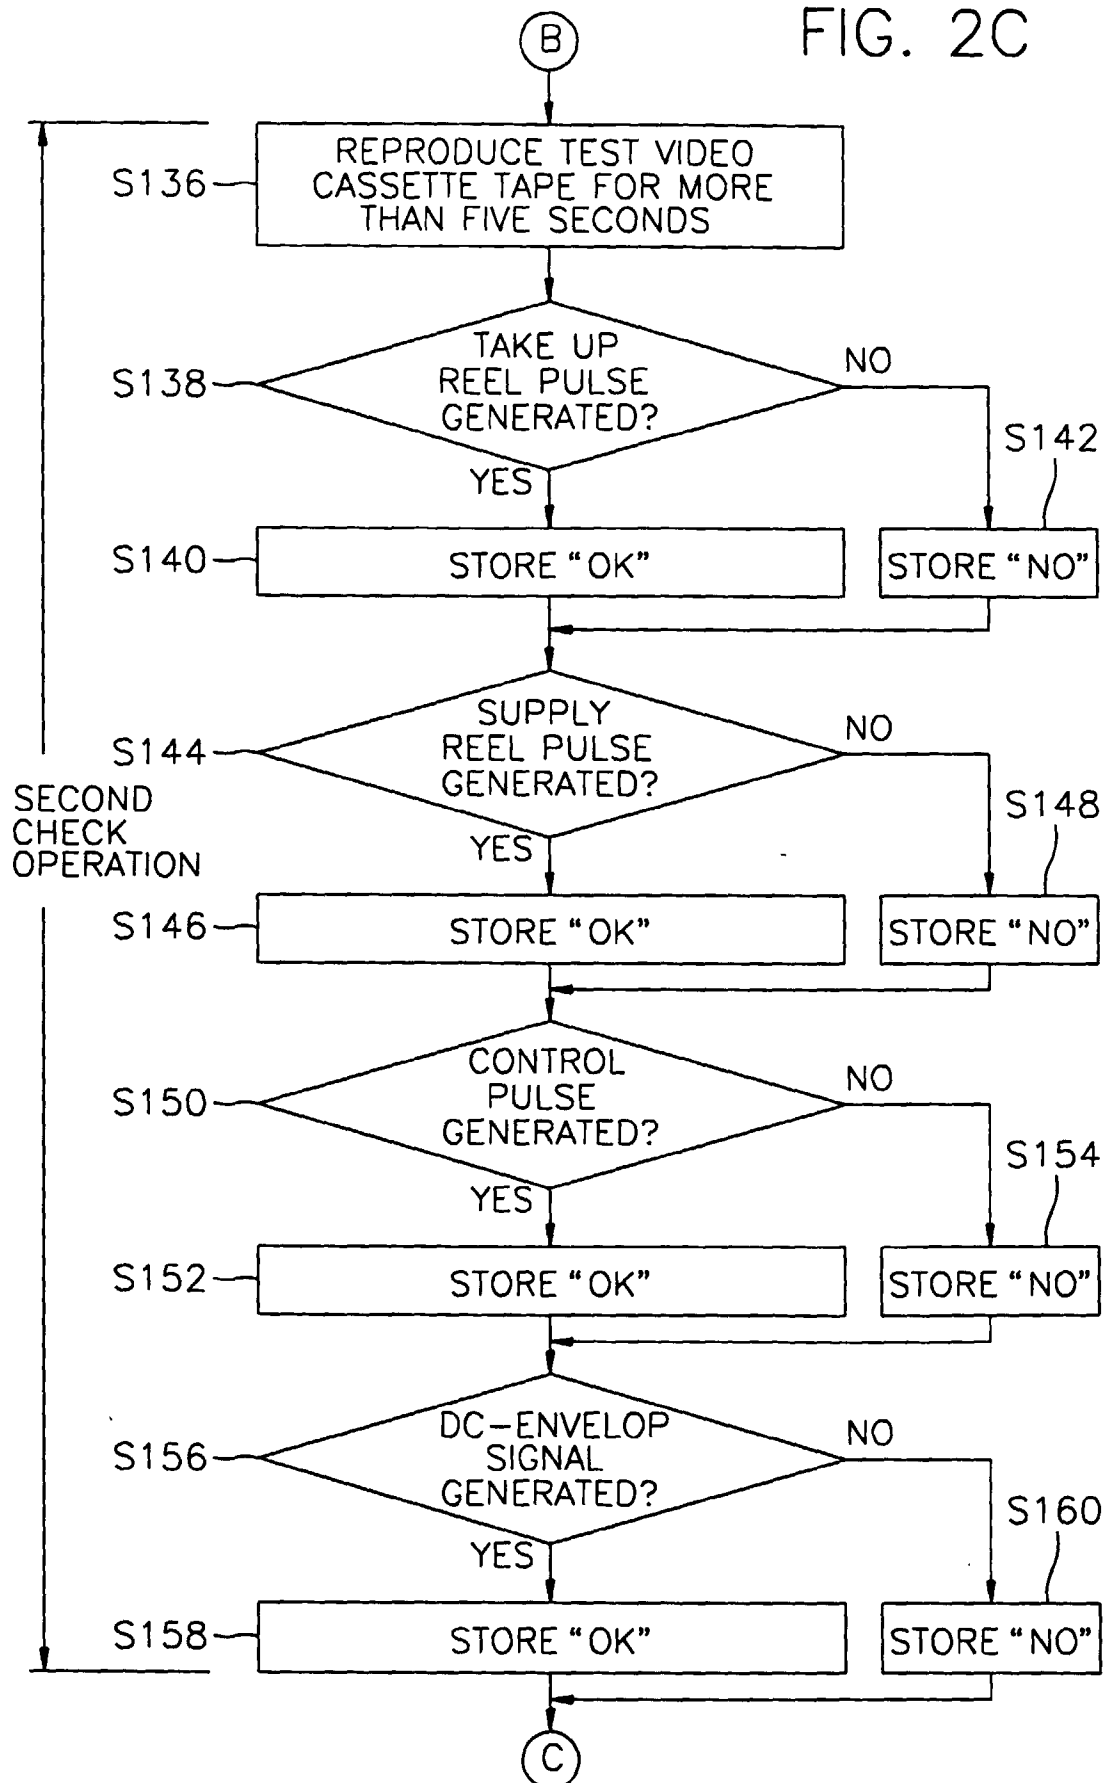 FIG. 2C
B
S136
REPRODUCE TEST VIDEO
CASSETTE TAPE FOR MORE
THAN FIVE SECONDS
S138
TAKE UP
REEL PULSE
GENERATED?
NO
YES
S142
S140
STORE "OK"
STORE "NO"
S144
SUPPLY
REEL PULSE
GENERATED?
NO
YES
S148
SECOND
CHECK
OPERATION
S146
STORE "OK"
STORE "NO"
S150
CONTROL
PULSE
GENERATED?
NO
YES
S154
S152
STORE "OK"
STORE "NO"
S156
DC-ENVELOP
SIGNAL
GENERATED?
NO
YES
S160
S158
STORE "OK"
STORE "NO"
C